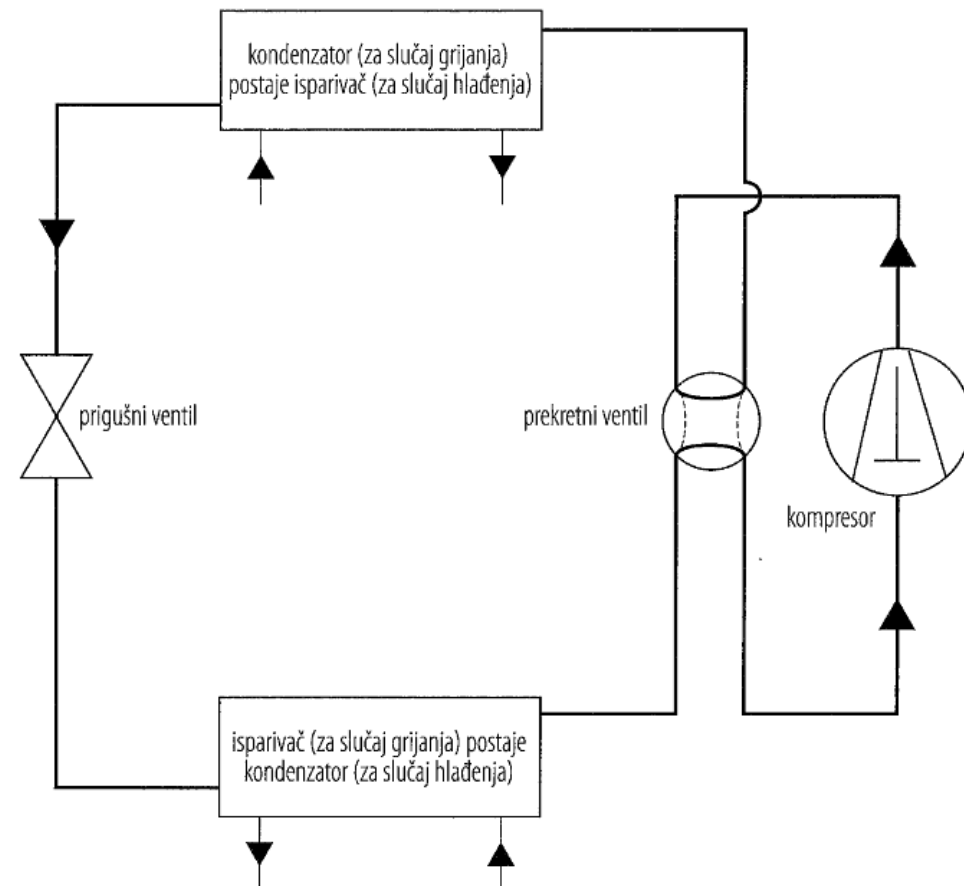 kondenzator (za slučaj grijanja)
postaje isparivač (za slučaj hlađenja)
prigušni ventil
prekretni ventil
kompresor
isparivač (za slučaj grijanja) postaje
kondenzator (za slučaj hlađenja)